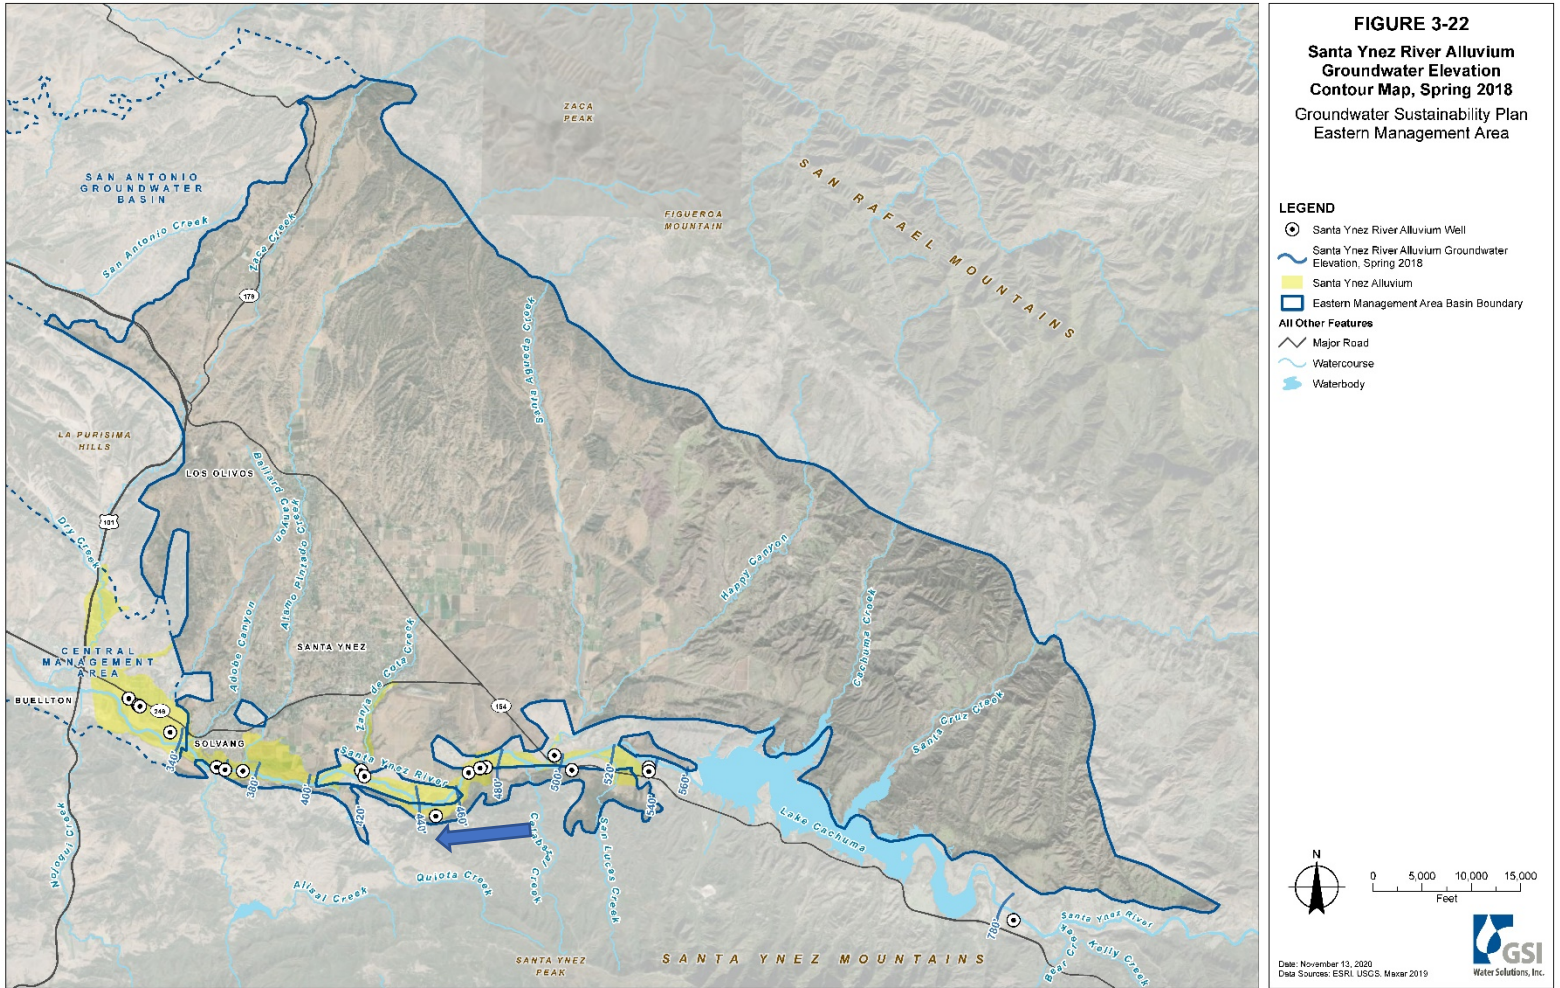 FIGURE 3-22
Santa Ynez River Alluvium
Groundwater Elevation
Contour Map, Spring 2018
Groundwater Sustainability Plan
Eastern Management Area
LEGEND
Santa Ynez River Alluvium Well
Santa Ynez River Alluvium Groundwater
Elevation, Spring 2018
Santa Ynez Alluvium
Eastern Management Area Basin Boundary
All Other Features
Major Road
Watercourse
Waterbody
N
0 5,000 10,000 15,000
Feet
Date: November 13, 2020
Data Sources: ESRI, USGS, Maxar 2019
GSI
Water Solutions, Inc.
ZACA
PEAK
SAN ANTONIO
GROUNDWATER
BASIN
San Antonio Creek
Zaca Creek
FIGUEROA
MOUNTAIN
SAN RAFAEL MOUNTAINS
176
Santa Agueda Creek
LA PURISIMA
HILLS
LOS OLIVOS
Ballard Canyon
Alamo Pintado Creek
101
Dry Creek
Happy Canyon
Adobe Canyon
Cachuma Creek
SANTA YNEZ
Zanja de Cota Creek
CENTRAL
MANAGEMENT
AREA
BUELLTON
246
154
Santa Cruz Creek
SOLVANG
Santa Ynez River
340'
380'
400'
420'
440'
460'
480'
500'
520'
540'
560'
Lake Cachuma
Nojoqui Creek
San Lucas Creek
Quiota Creek
Alisal Creek
780'
Santa Ynez River
Bear Creek
Kelly Creek
SANTA YNEZ
PEAK
SANTA YNEZ MOUNTAINS